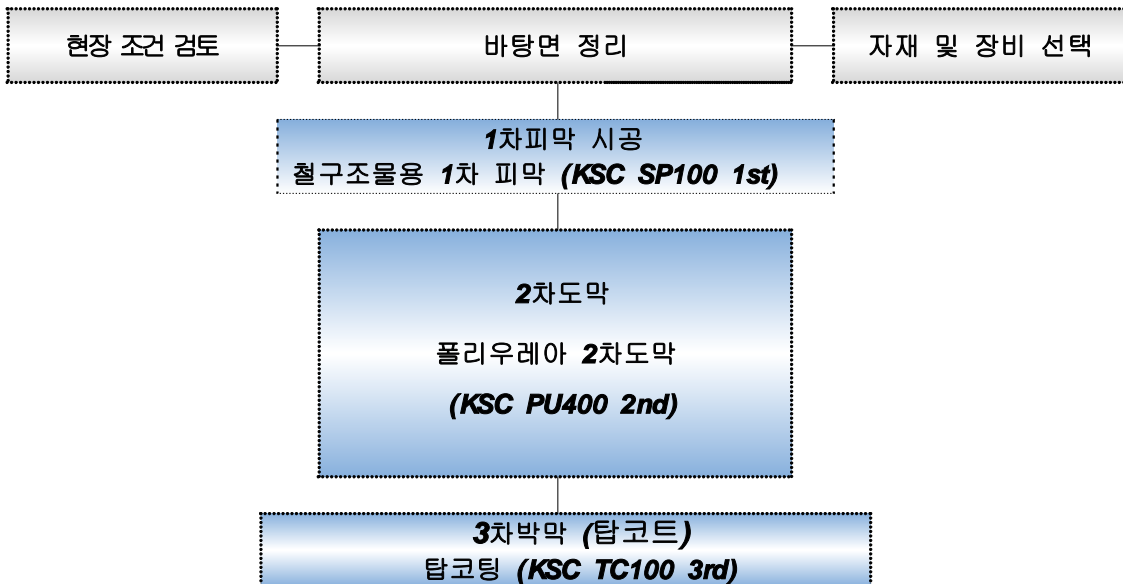 현장 조건 검토
바탕면 정리
자재 및 장비 선택
1차피막 시공
철구조물용 1차 피막 (KSC SP100 1st)
2차도막
폴리우레아 2차도막
(KSC PU400 2nd)
3차박막 (탑코트)
탑코팅 (KSC TC100 3rd)